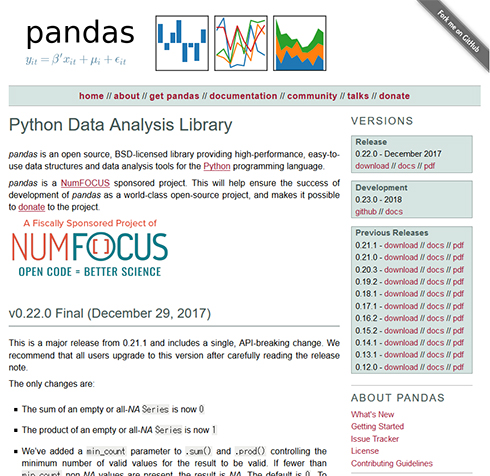 pandas
y_it = β′x_it + μ_i + ϵ_it
Fork me on GitHub
home // about // get pandas // documentation // community // talks // donate
Python Data Analysis Library
pandas is an open source, BSD-licensed library providing high-performance, easy-to-
use data structures and data analysis tools for the Python programming language.
pandas is a NumFOCUS sponsored project. This will help ensure the success of
development of pandas as a world-class open-source project, and makes it possible
to donate to the project.
A Fiscally Sponsored Project of
NUMFOCUS
OPEN CODE = BETTER SCIENCE
v0.22.0 Final (December 29, 2017)
This is a major release from 0.21.1 and includes a single, API-breaking change. We
recommend that all users upgrade to this version after carefully reading the release
note.
The only changes are:
The sum of an empty or all-NA Series is now 0
The product of an empty or all-NA Series is now 1
We've added a min_count parameter to .sum() and .prod() controlling the
minimum number of valid values for the result to be valid. If fewer than
min_count non-NA values are present, the result is NA. The default is 0. To
VERSIONS
Release
0.22.0 - December 2017
download // docs // pdf
Development
0.23.0 - 2018
github // docs
Previous Releases
0.21.1 - download // docs // pdf
0.21.0 - download // docs // pdf
0.20.3 - download // docs // pdf
0.19.2 - download // docs // pdf
0.18.1 - download // docs // pdf
0.17.1 - download // docs // pdf
0.16.2 - download // docs // pdf
0.15.2 - download // docs // pdf
0.14.1 - download // docs // pdf
0.13.1 - download // docs // pdf
0.12.0 - download // docs // pdf
ABOUT PANDAS
What's New
Getting Started
Issue Tracker
License
Contributing Guidelines